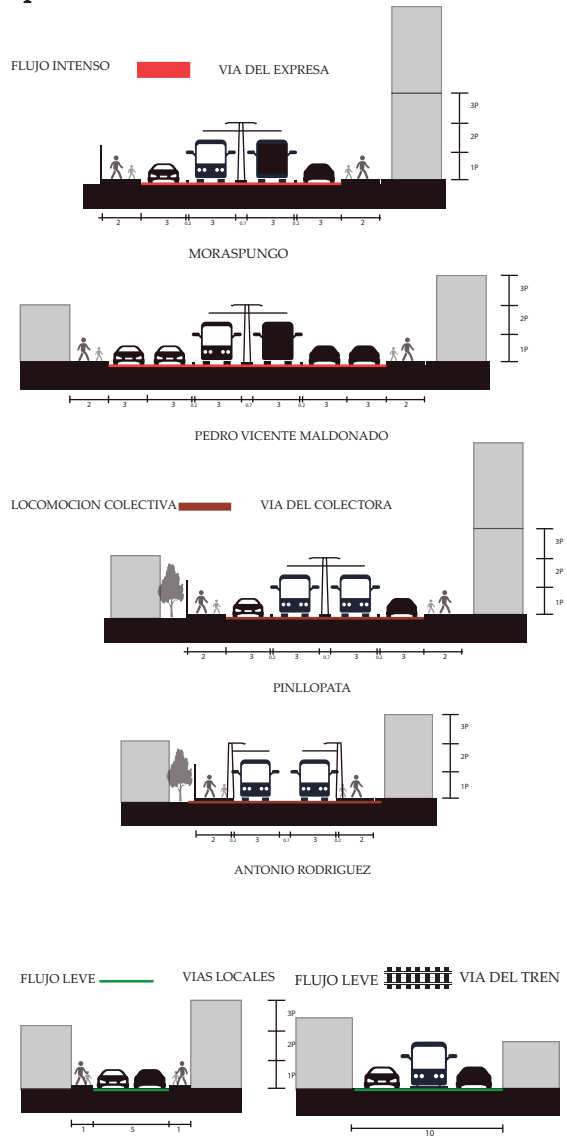 FLUJO INTENSO VIA DEL EXPRESA
3P
2P
1P
2 3 0.2 3 0.7 3 0.2 3 2
MORASPUNGO
3P
2P
1P
2 3 3 0.2 3 0.7 3 0.2 3 3 2
PEDRO VICENTE MALDONADO
LOCOMOCION COLECTIVA VIA DEL COLECTORA
3P
2P
1P
2 3 0.2 3 0.7 3 0.2 3 2
PINLLOPATA
3P
2P
1P
2 0.2 3 0.7 3 0.2 2
ANTONIO RODRIGUEZ
FLUJO LEVE VIAS LOCALES
3P
2P
1P
1 5 1
FLUJO LEVE VIA DEL TREN
10